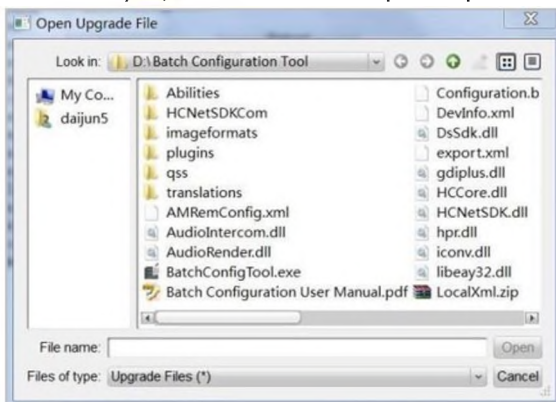 Open Upgrade File
Look in: D:\Batch Configuration Tool
My Co...
daijun5
Abilities
HCNetSDKCom
imageformats
plugins
qss
translations
AMRemConfig.xml
AudioIntercom.dll
AudioRender.dll
BatchConfigTool.exe
Batch Configuration User Manual.pdf
Configuration.b
DevInfo.xml
DsSdk.dll
export.xml
gdiplus.dll
HCCore.dll
HCNetSDK.dll
hpr.dll
iconv.dll
libeay32.dll
LocalXml.zip
File name:
Open
Files of type: Upgrade Files (*)
Cancel